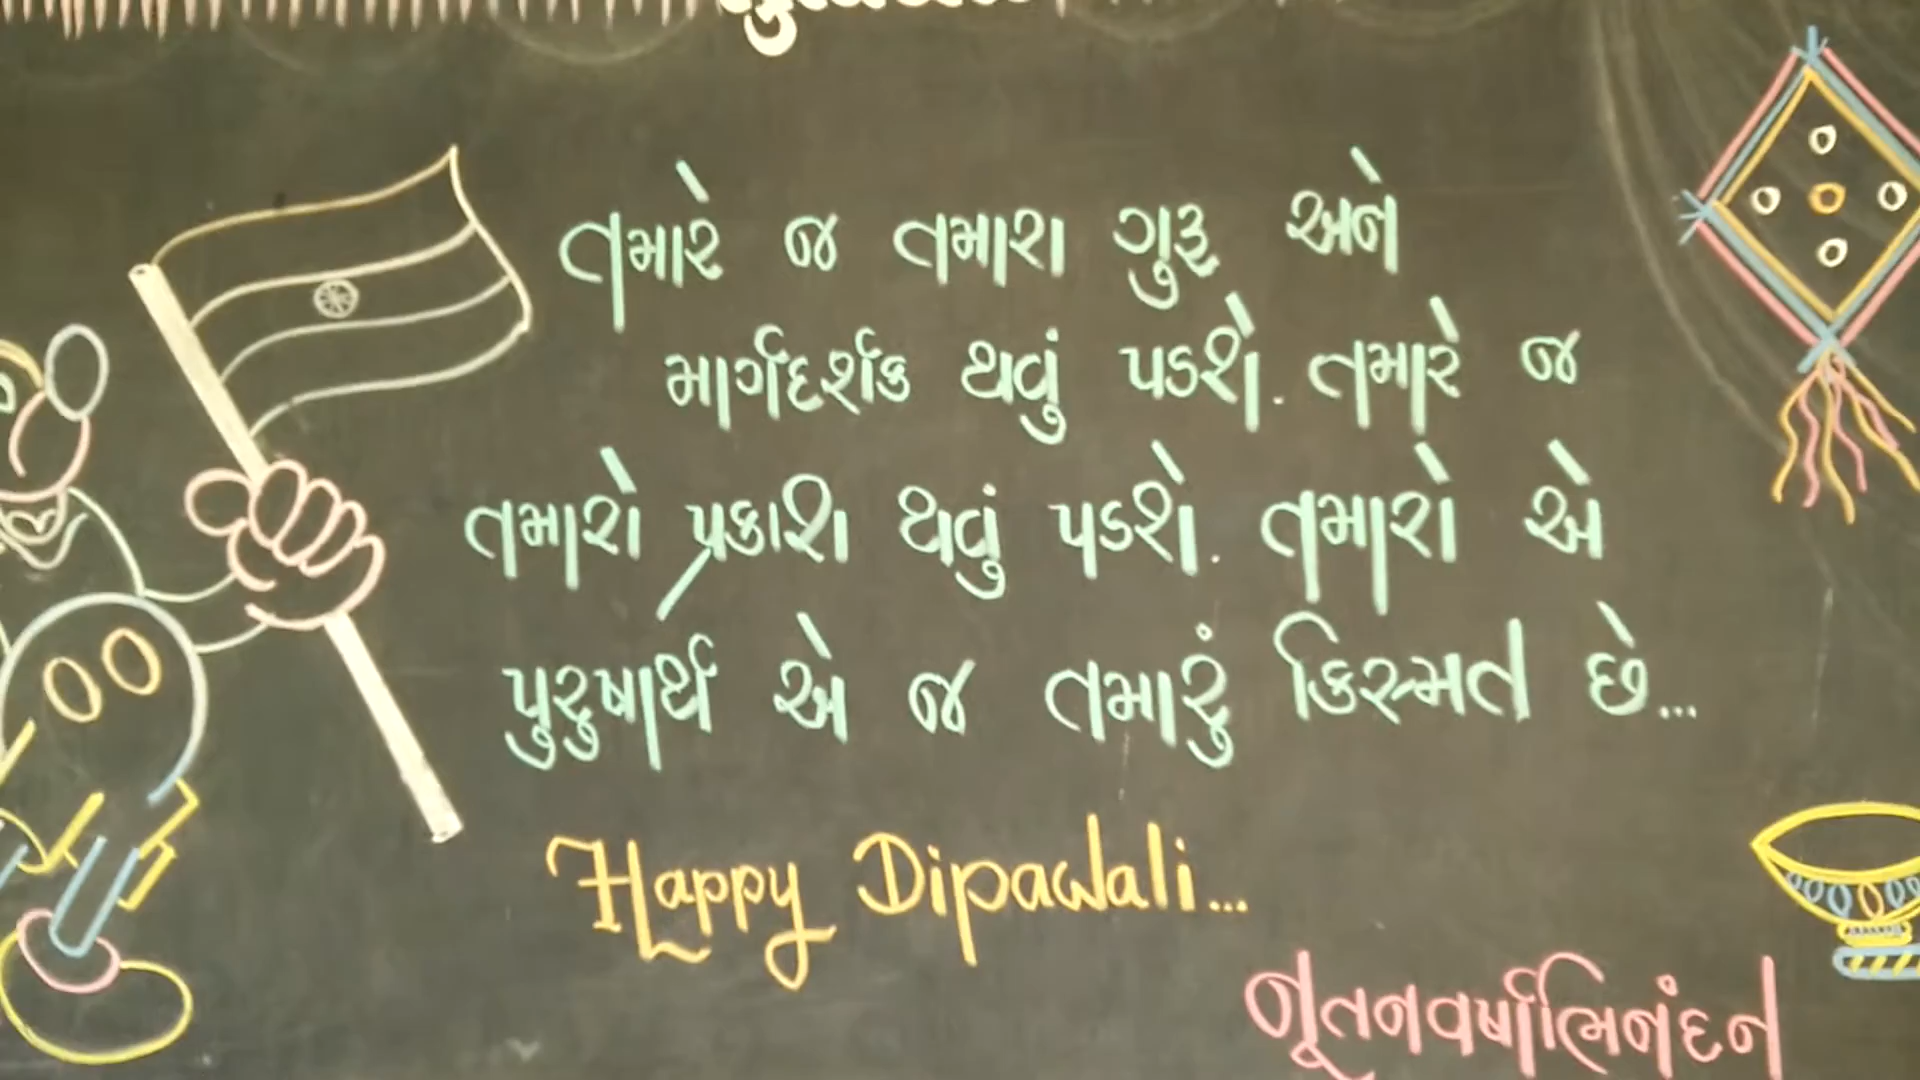 તમારે જ તમારા ગુરૂ અને
માર્ગદર્શક થવું પડશે. તમારે જ
તમારો પ્રકાશ થવું પડશે. તમારો એ
પુરુષાર્થ એ જ તમારું કિસ્મત છે...
Happy Dipawali...
નૂતનવર્ષાભિનંદન